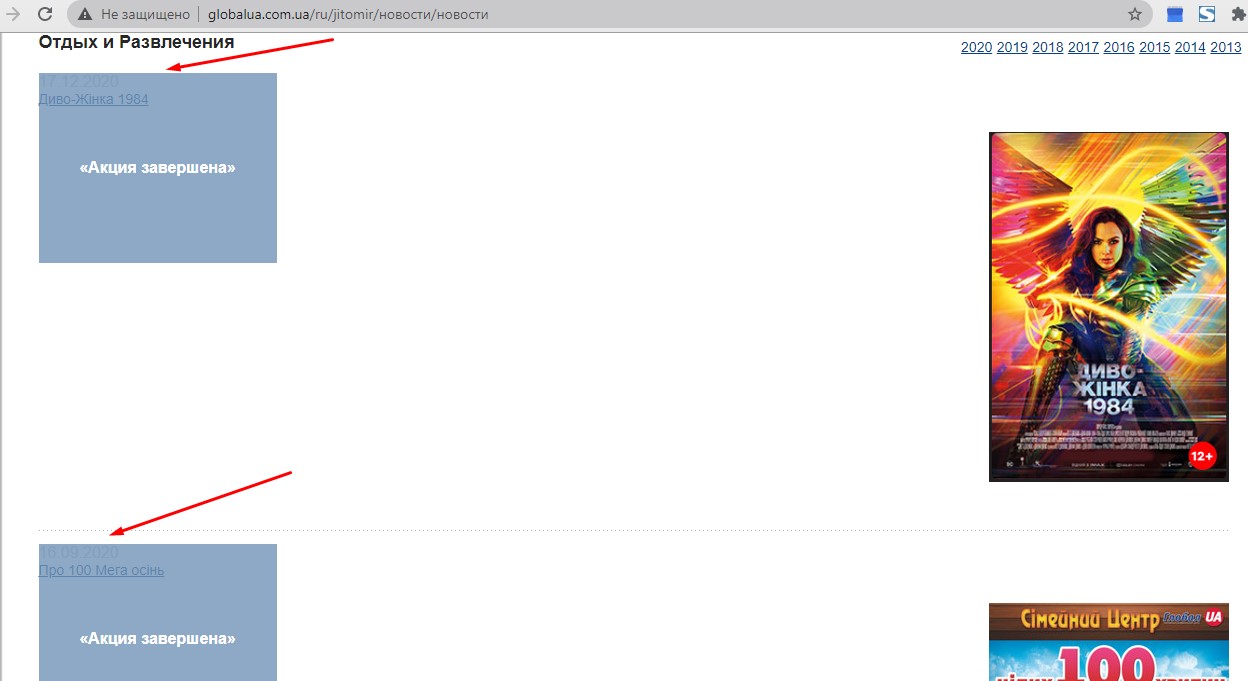 Не защищено
globalua.com.ua/ru/jitomir/новости/новости
Отдых и Развлечения
2020 2019 2018 2017 2016 2015 2014 2013
17.12.2020
Диво-Жінка 1984
«Акция завершена»
ДИВО-
ЖІНКА
1984
12+
16.09.2020
Про 100 Мега осінь
«Акция завершена»
Сімейний Центр Глобал UA
100